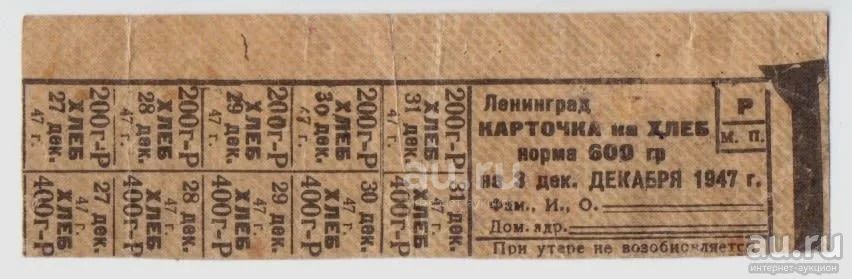 Ленинград
КАРТОЧКА на ХЛЕБ
норма 600 гр
на 3 дек. ДЕКАБРЯ 1947 г.
Фам., И., О.
Дом. адр.
При утере не возобновляется
Р
М. П.
200г-Р
ХЛЕБ
27 дек.
47 г.
200г-Р
ХЛЕБ
28 дек.
47 г.
200г-Р
ХЛЕБ
29 дек.
47 г.
200г-Р
ХЛЕБ
30 дек.
47 г.
200г-Р
ХЛЕБ
31 дек.
27 дек.
47 г.
ХЛЕБ
400г-Р
28 дек.
47 г.
ХЛЕБ
400г-Р
29 дек.
47 г.
ХЛЕБ
400г-Р
30 дек.
47 г.
ХЛЕБ
400г-Р
31 дек.
ХЛЕБ
400г-Р
au.ru
au.ru
интернет-аукцион